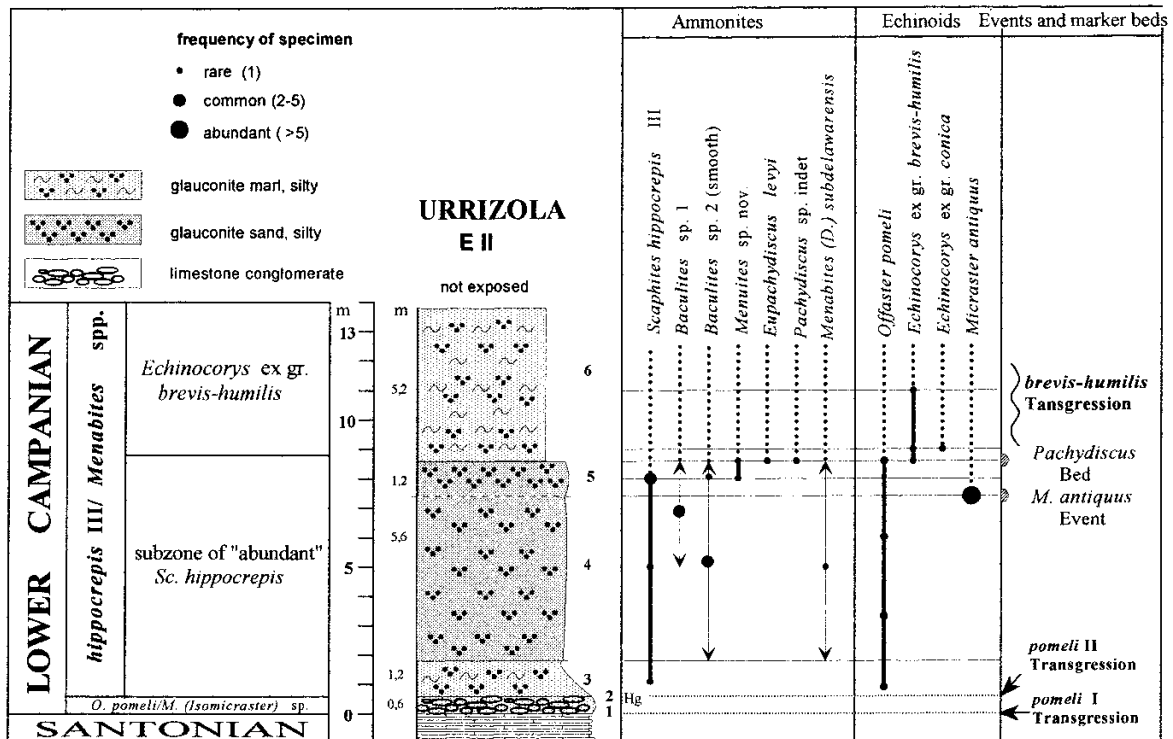 Ammonites
Echinoids
Events and marker beds
frequency of specimen
rare (1)
common (2-5)
abundant ( >5)
glauconite marl, silty
glauconite sand, silty
limestone conglomerate
URRIZOLA
E II
not exposed
Scaphites hippocrepis III
Baculites sp. 1
Baculites sp. 2 (smooth)
Menuites sp. nov.
Eupachydiscus levyi
Pachydiscus sp. indet
Menabites (D.) subdelawarensis
Offaster pomeli
Echinocorys ex gr. brevis-humilis
Echinocorys ex gr. conica
Micraster antiquus
LOWER CAMPANIAN
hippocrepis III/ Menabites spp.
Echinocorys ex gr.
brevis-humilis
subzone of "abundant"
Sc. hippocrepis
O. pomeli/M. (Isomicraster) sp.
SANTONIAN
m
13
10
5
0
m
5,2
1,2
5,6
1,2
0,6
6
5
4
3
2
1
Hg
brevis-humilis
Tansgression
Pachydiscus
Bed
M. antiquus
Event
pomeli II
Transgression
pomeli I
Transgression